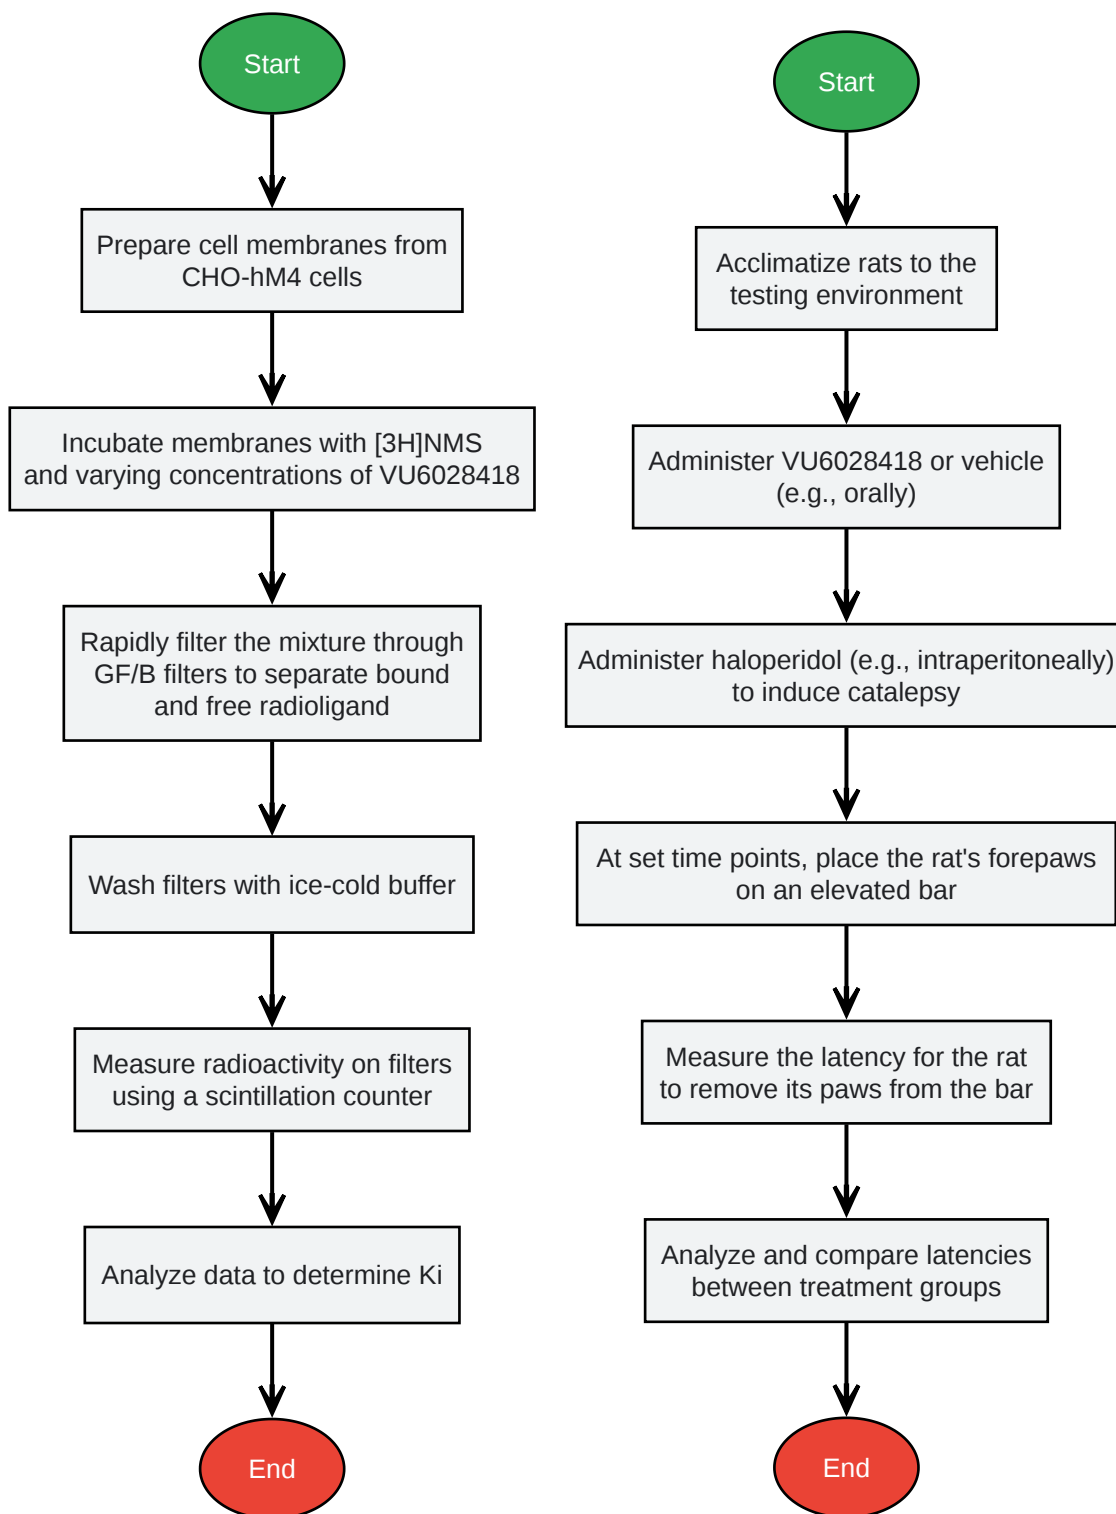 Start
Prepare cell membranes from
CHO-hM4 cells
Incubate membranes with [3H]NMS
and varying concentrations of VU6028418
Rapidly filter the mixture through
GF/B filters to separate bound
and free radioligand
Wash filters with ice-cold buffer
Measure radioactivity on filters
using a scintillation counter
Analyze data to determine Ki
End
Start
Acclimatize rats to the
testing environment
Administer VU6028418 or vehicle
(e.g., orally)
Administer haloperidol (e.g., intraperitoneally)
to induce catalepsy
At set time points, place the rat's forepaws
on an elevated bar
Measure the latency for the rat
to remove its paws from the bar
Analyze and compare latencies
between treatment groups
End